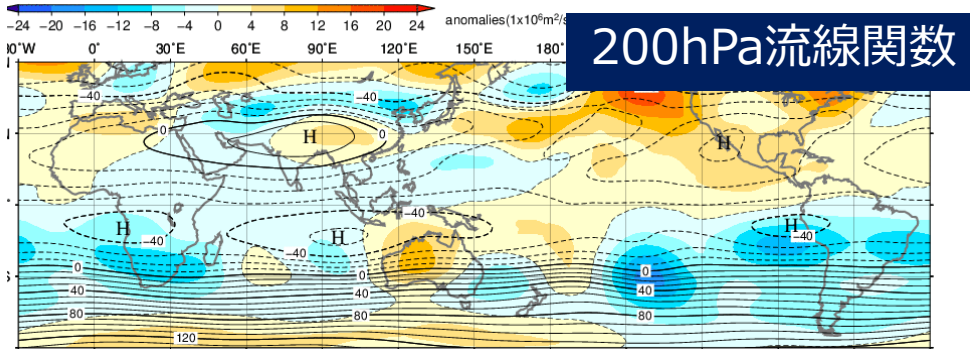 −24 −20 −16 −12 −8 −4 0 4 8 12 16 20 24
anomalies(1x10⁶m²/s
200hPa流線関数
0°W 0° 30°E 60°E 90°E 120°E 150°E 180°
−40 −40
0 H 0
H
0
−40
H −40 H −40 H −40
0 0 0
40 40 40
80 80 80
120
S